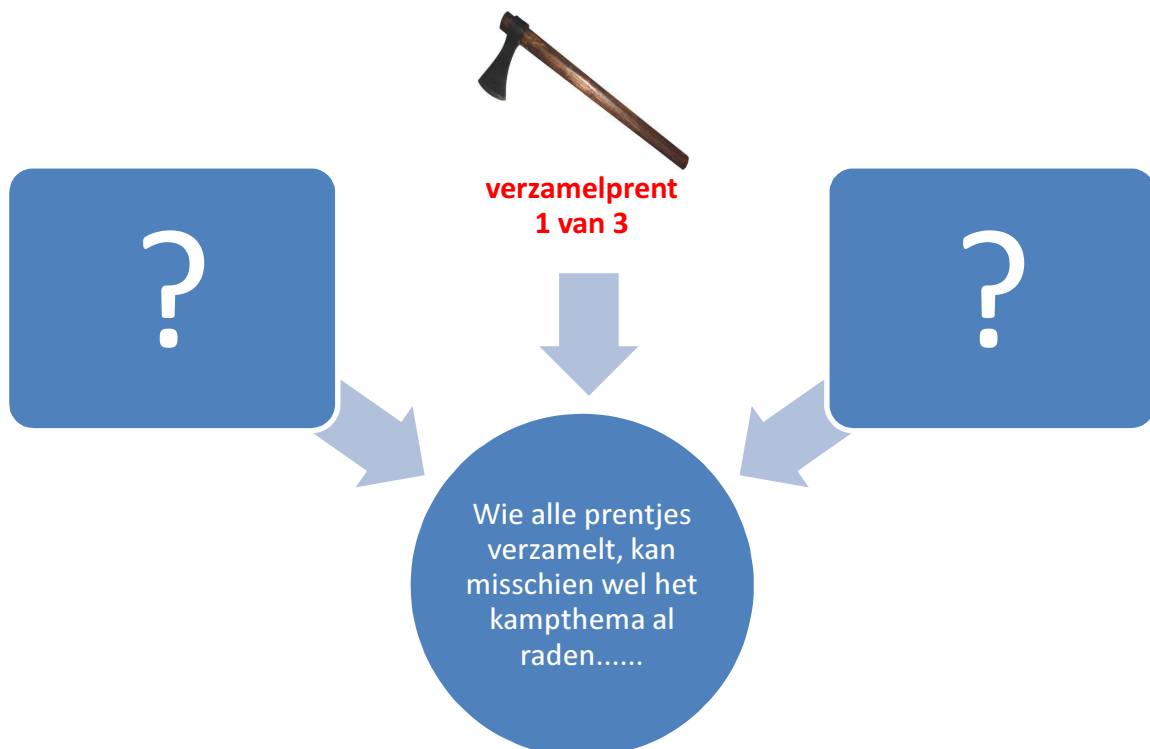 verzamelprent
1 van 3
?
?
Wie alle prentjes
verzamelt, kan
misschien wel het
kampthema al
raden......